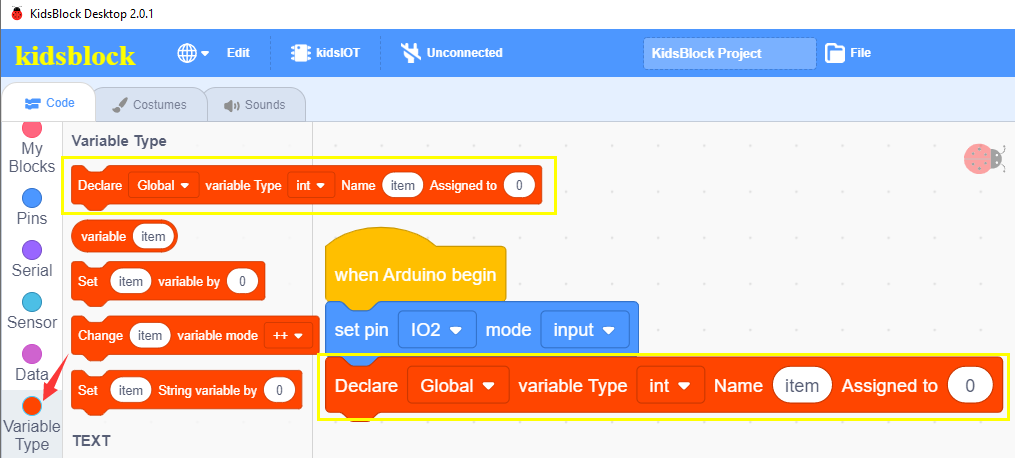 KidsBlock Desktop 2.0.1
kidsblock Edit kidsIOT Unconnected KidsBlock Project File
Code Costumes Sounds
My
Blocks
Pins
Serial
Sensor
Data
Variable
Type
Variable Type
Declare Global variable Type int Name item Assigned to 0
variable item
Set item variable by 0
Change item variable mode ++
Set item String variable by 0
TEXT
when Arduino begin
set pin IO2 mode input
Declare Global variable Type int Name item Assigned to 0